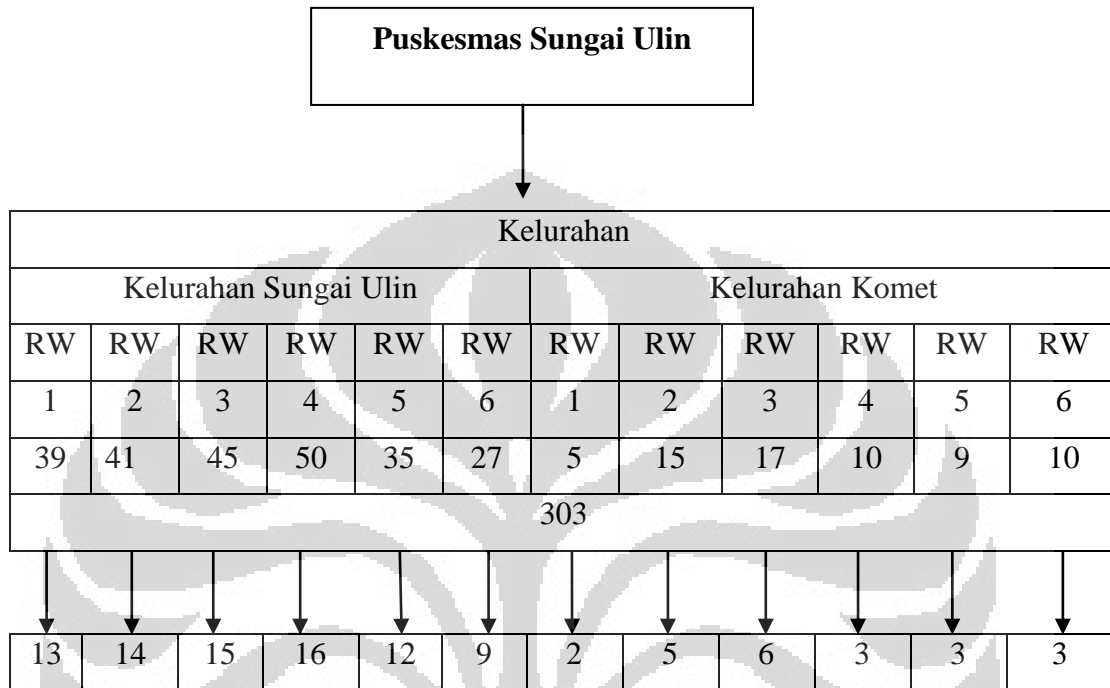 Puskesmas Sungai Ulin
Kelurahan
Kelurahan Sungai Ulin Kelurahan Komet
RW RW RW RW RW RW RW RW RW RW RW RW
1 2 3 4 5 6 1 2 3 4 5 6
39 41 45 50 35 27 5 15 17 10 9 10
303
13 14 15 16 12 9 2 5 6 3 3 3